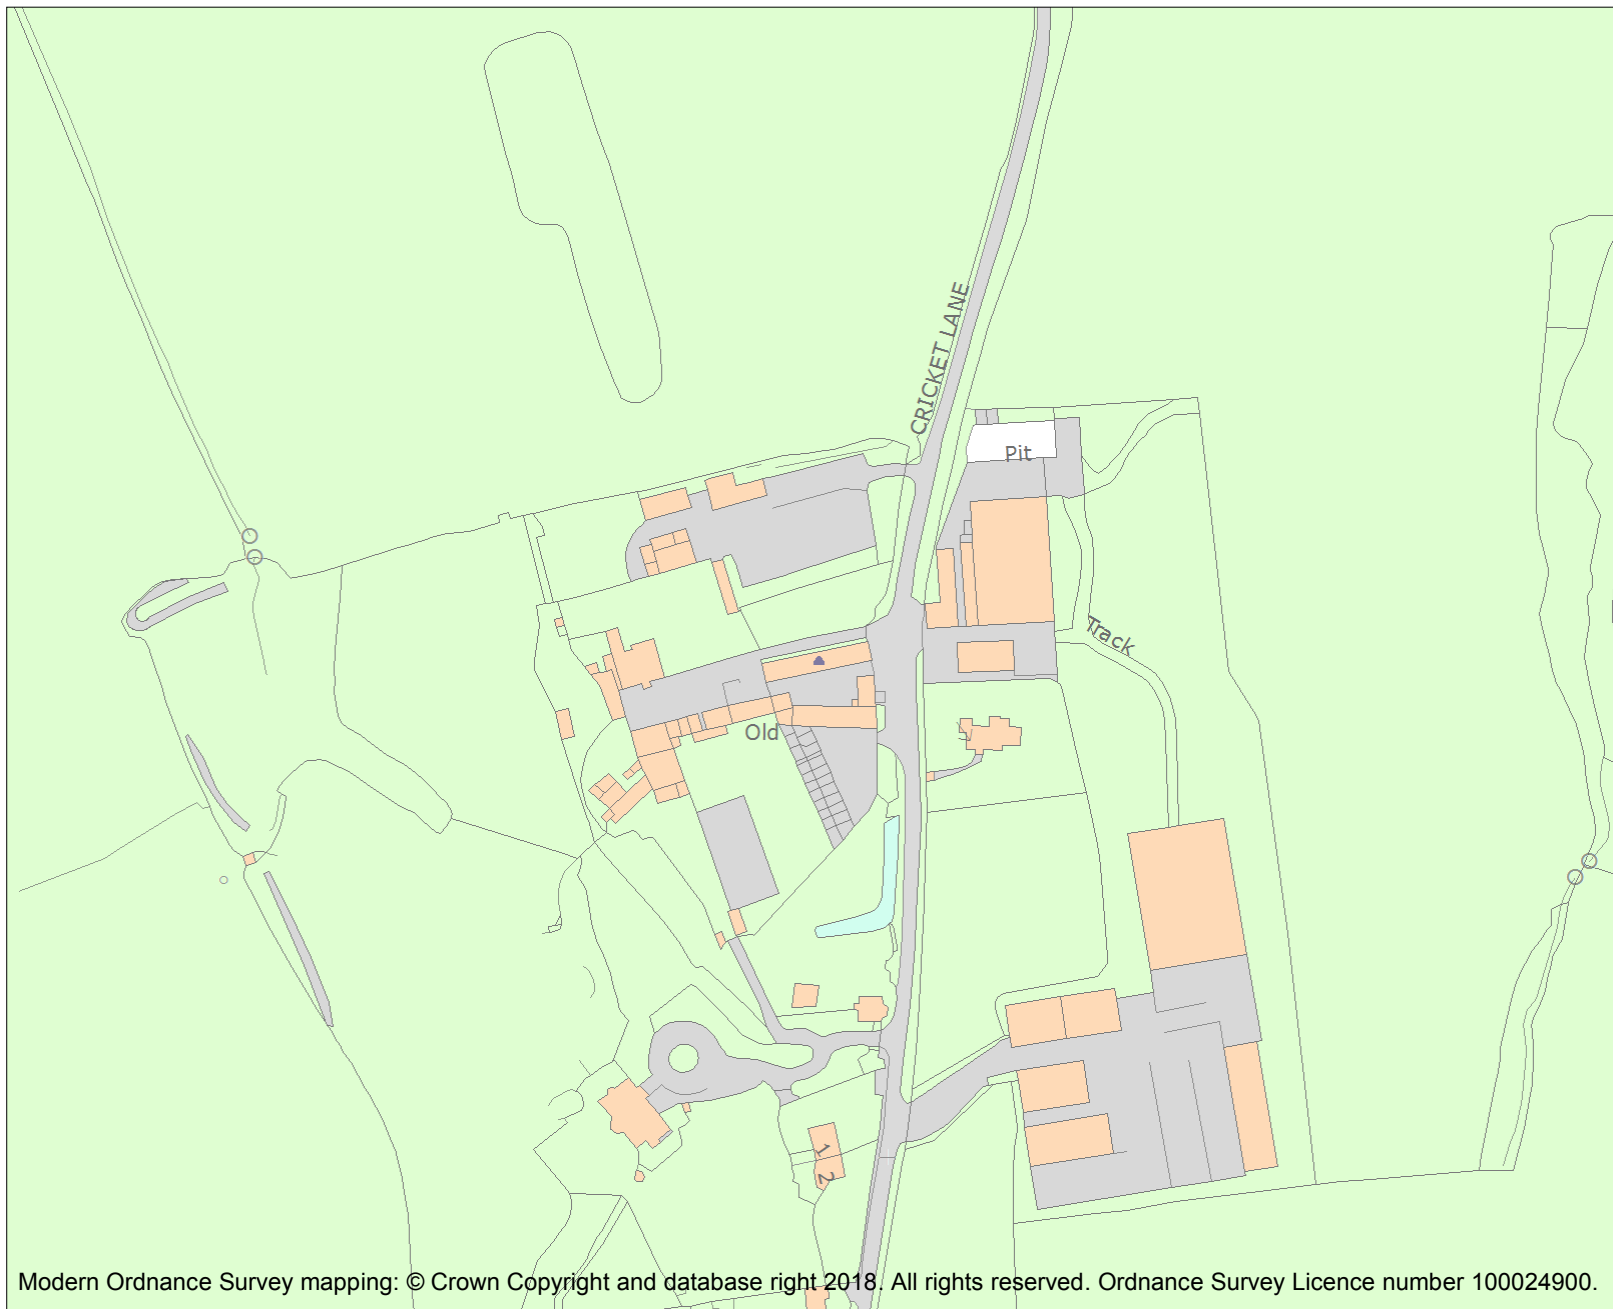 CRICKET LANE
Pit
Track
Old
1
2
Modern Ordnance Survey mapping: © Crown Copyright and database right 2018. All rights reserved. Ordnance Survey Licence number 100024900.